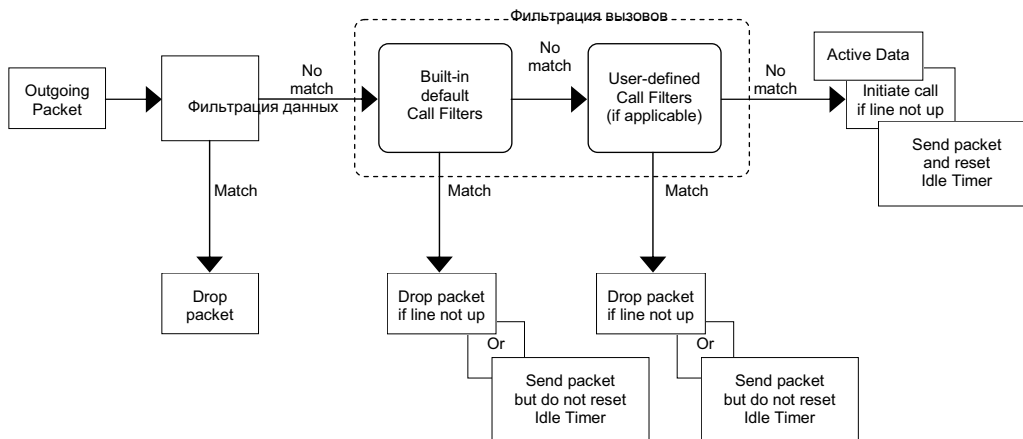 Фильтрация вызовов
Outgoing
Packet
Фильтрация данных
No
match
Built-in
default
Call Filters
No
match
User-defined
Call Filters
(if applicable)
No
match
Active Data
Initiate call
if line not up
Send packet
and reset
Idle Timer
Match
Match
Match
Drop
packet
Drop packet
if line not up
Or
Send packet
but do not reset
Idle Timer
Drop packet
if line not up
Or
Send packet
but do not reset
Idle Timer